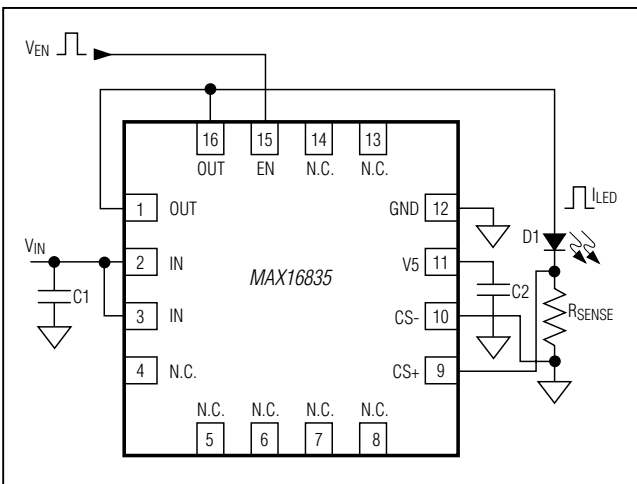 VEN
16 15 14 13
OUT EN N.C. N.C.
1 OUT
GND 12
ILED
D1
VIN
2 IN
V5 11
MAX16835
C1
C2
RSENSE
3 IN
CS- 10
4 N.C.
CS+ 9
N.C. N.C. N.C. N.C.
5 6 7 8